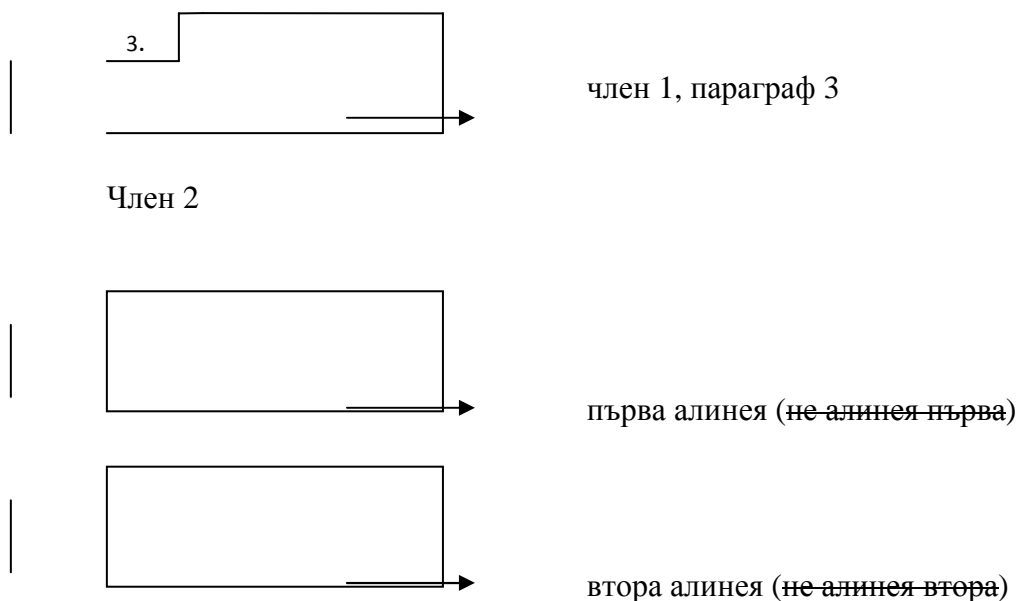 3.
член 1, параграф 3
Член 2
първа алинея (не алинея първа)
втора алинея (не алинея втора)